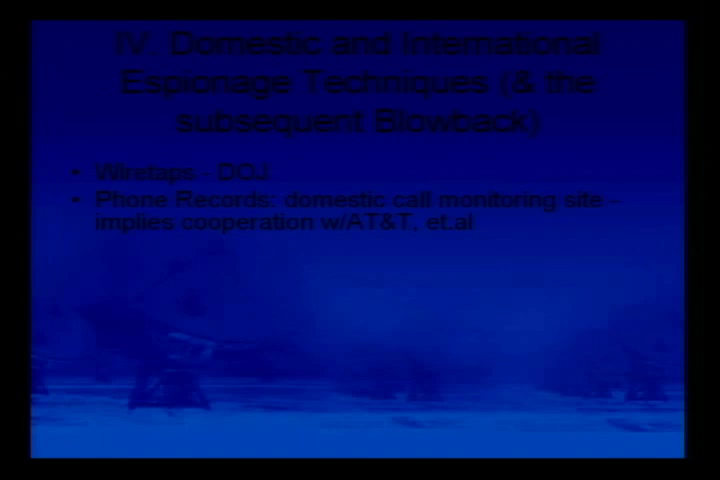 IV. Domestic and International
Espionage Techniques (& the
subsequent Blowback)
• Wiretaps - DOJ
• Phone Records: domestic call monitoring site –
implies cooperation w/AT&T, et.al